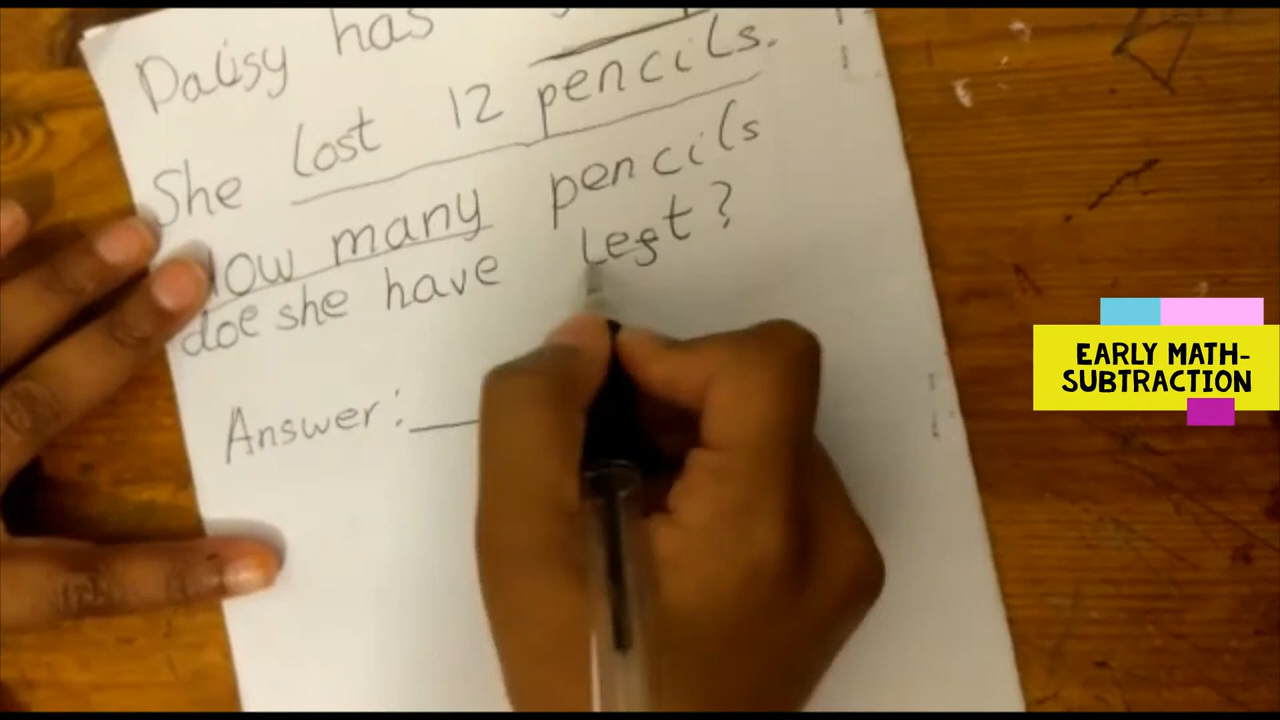 Daisy has
She lost 12 pencils.
How many pencils
doe she have left?
Answer:
EARLY MATH-
SUBTRACTION